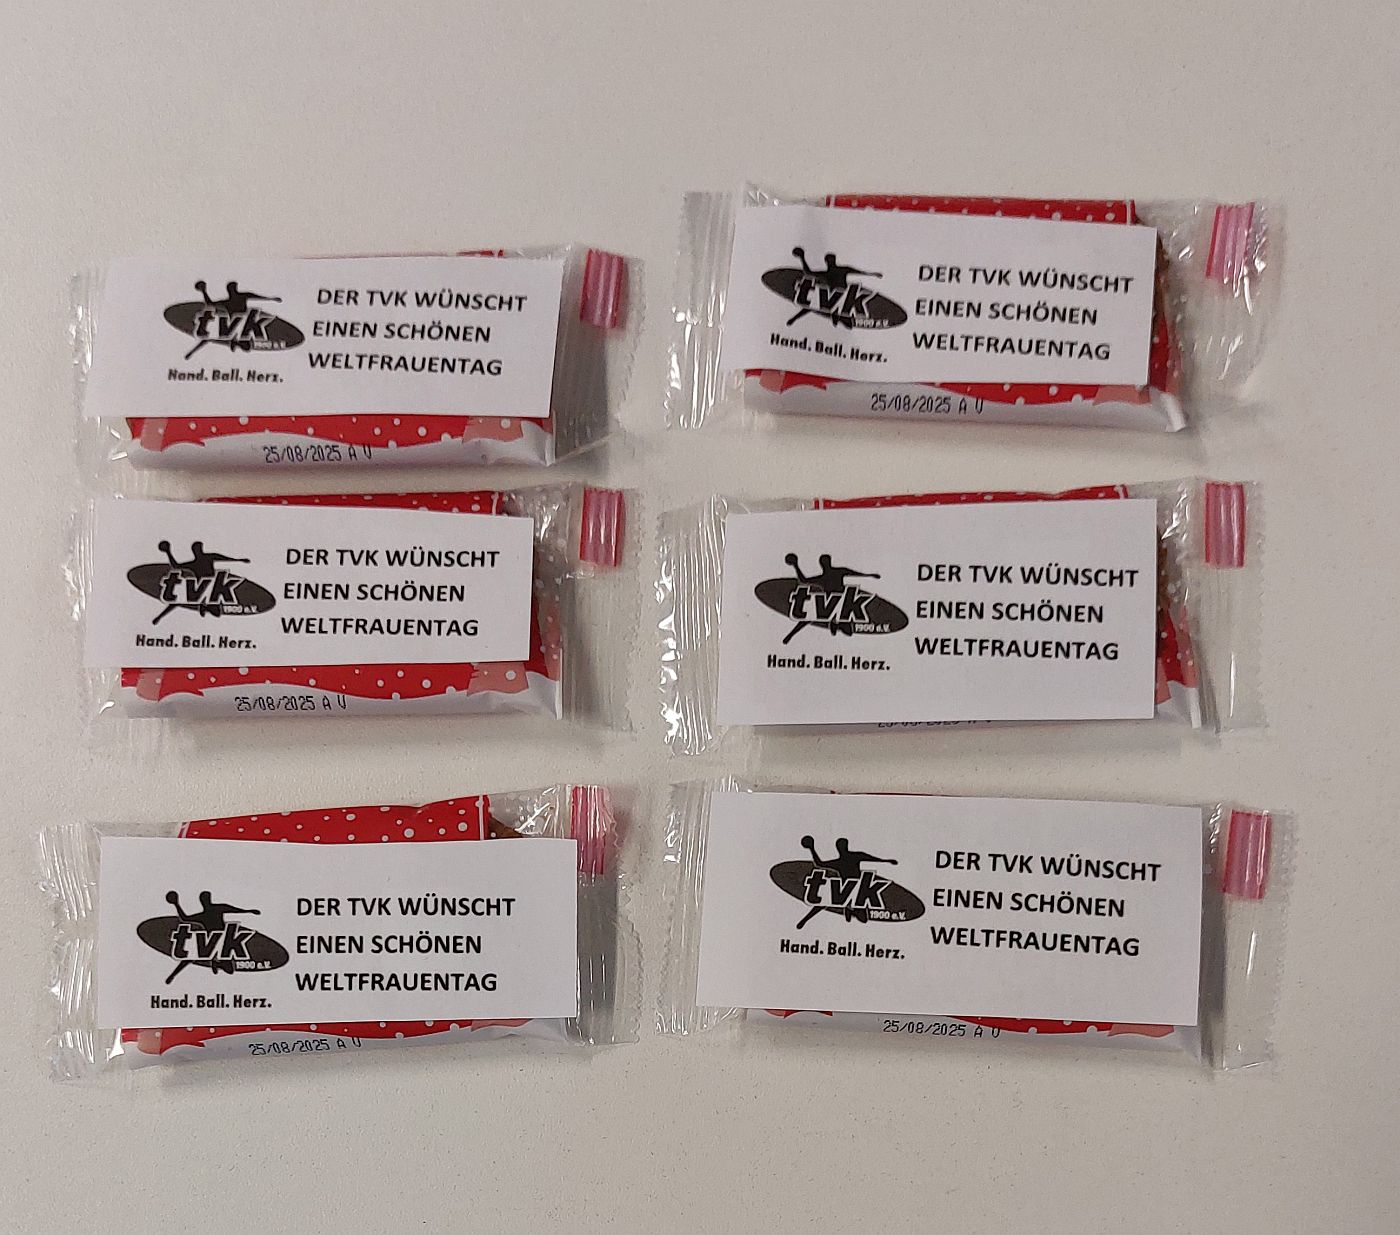 tvk
1900 e.V.
Hand. Ball. Herz.
DER TVK WÜNSCHT
EINEN SCHÖNEN
WELTFRAUENTAG
25/08/2025 A U
tvk
1900 e.V.
Hand. Ball. Herz.
DER TVK WÜNSCHT
EINEN SCHÖNEN
WELTFRAUENTAG
25/08/2025 A U
tvk
1900 e.V.
Hand. Ball. Herz.
DER TVK WÜNSCHT
EINEN SCHÖNEN
WELTFRAUENTAG
25/08/2025 A U
tvk
1900 e.V.
Hand. Ball. Herz.
DER TVK WÜNSCHT
EINEN SCHÖNEN
WELTFRAUENTAG
tvk
1900 e.V.
Hand. Ball. Herz.
DER TVK WÜNSCHT
EINEN SCHÖNEN
WELTFRAUENTAG
25/08/2025 A U
tvk
1900 e.V.
Hand. Ball. Herz.
DER TVK WÜNSCHT
EINEN SCHÖNEN
WELTFRAUENTAG
25/08/2025 A U